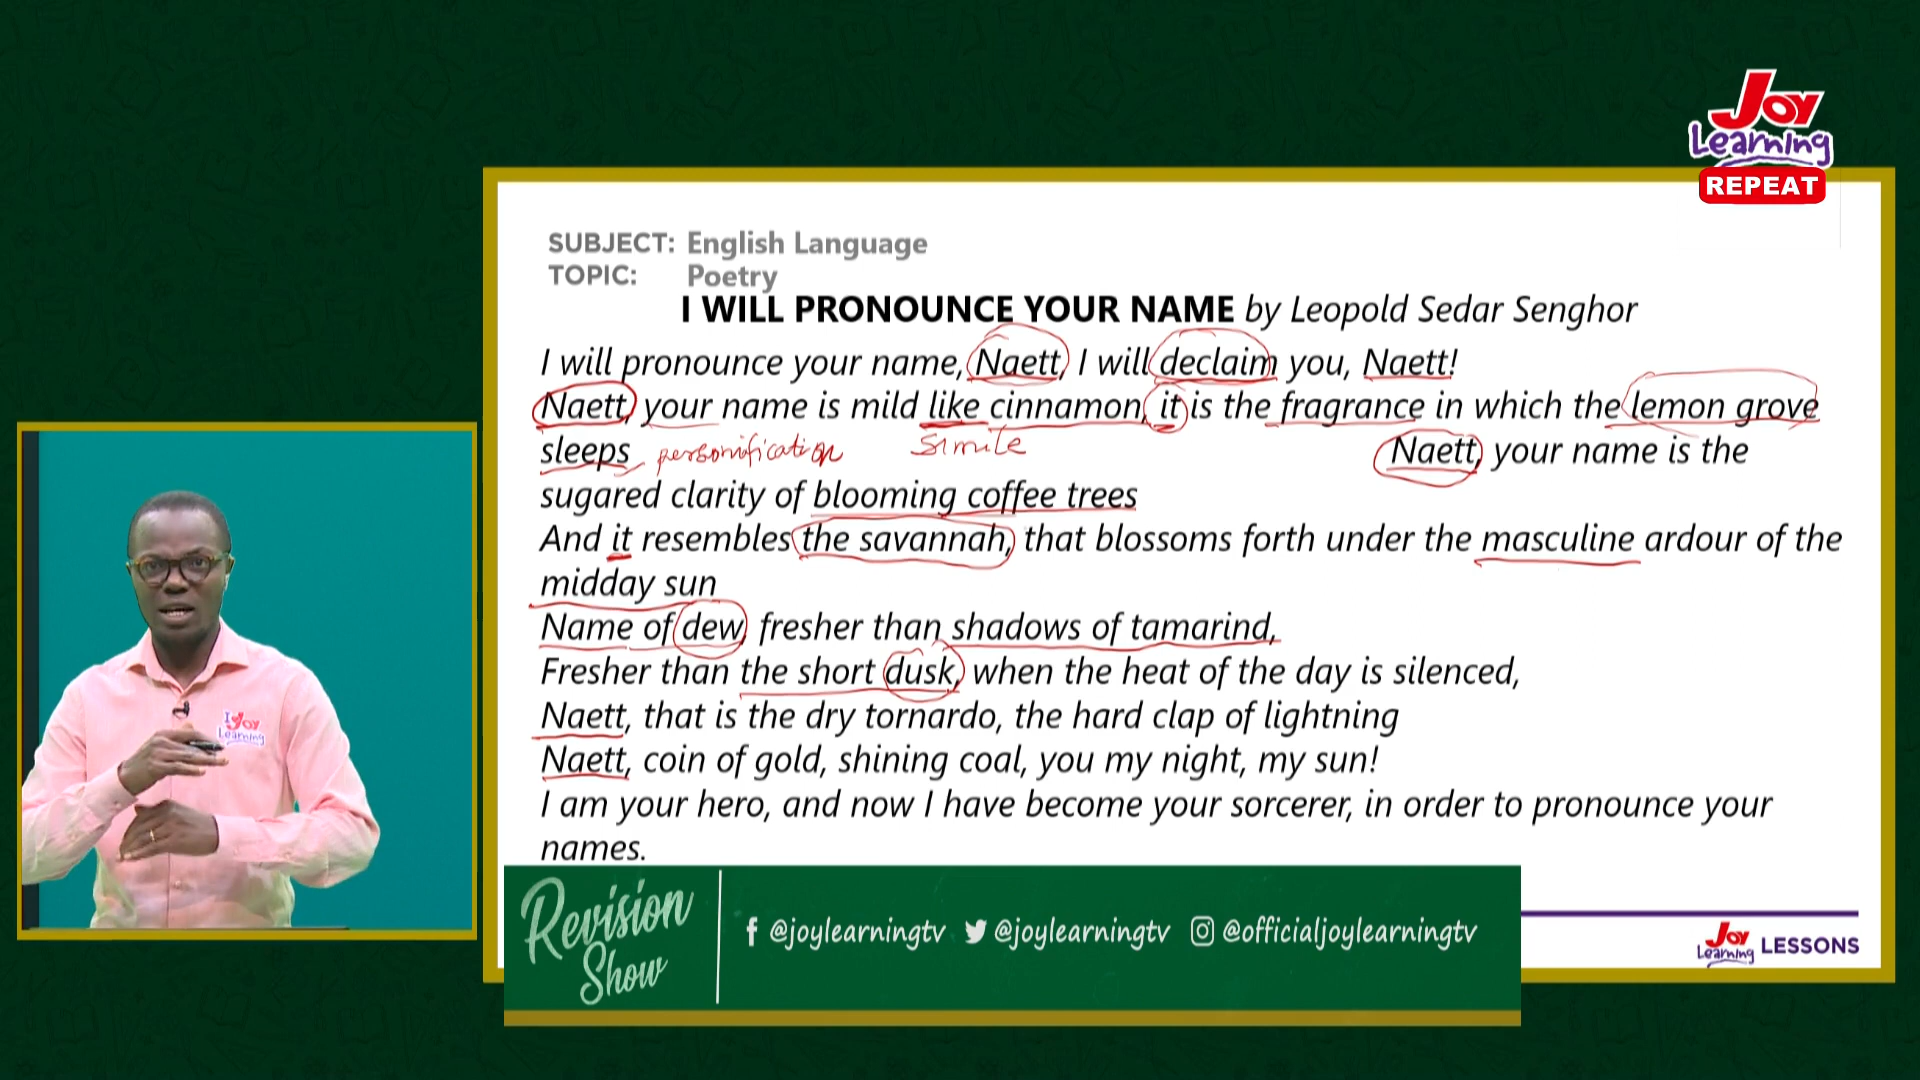 Joy
Learning
REPEAT
SUBJECT: English Language
TOPIC: Poetry
I WILL PRONOUNCE YOUR NAME by Leopold Sedar Senghor
I will pronounce your name, Naett, I will declaim you, Naett!
Naett, your name is mild like cinnamon, it is the fragrance in which the lemon grove
sleeps personification simile Naett, your name is the
sugared clarity of blooming coffee trees
And it resembles the savannah, that blossoms forth under the masculine ardour of the
midday sun
Name of dew, fresher than shadows of tamarind,
Fresher than the short dusk, when the heat of the day is silenced,
Naett, that is the dry tornardo, the hard clap of lightning
Naett, coin of gold, shining coal, you my night, my sun!
I am your hero, and now I have become your sorcerer, in order to pronounce your
names.
I Joy
Learning
Revision
Show
@joylearningtv @joylearningtv @officialjoylearningtv
Joy
Learning LESSONS